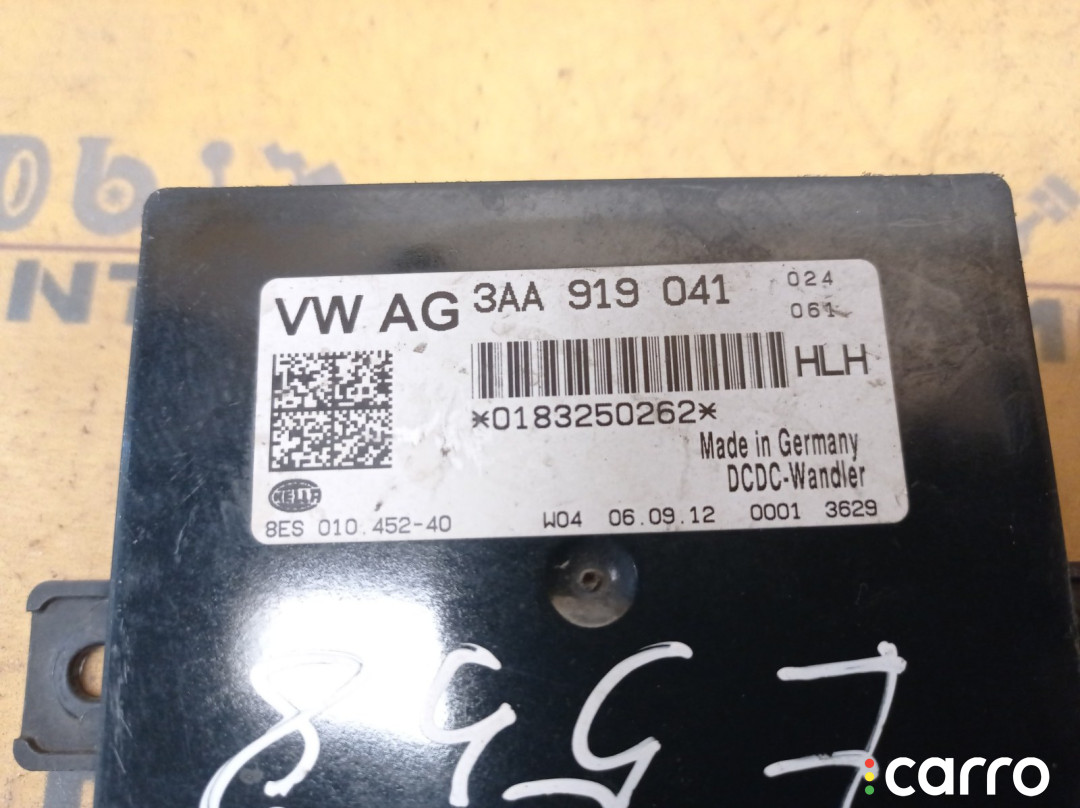 VW AG 3AA 919 041 024
061
HLH
*0183250262*
Made in Germany
DCDC-Wandler
HELLA
8ES 010.452-40 W04 06.09.12 0001 3629
carro